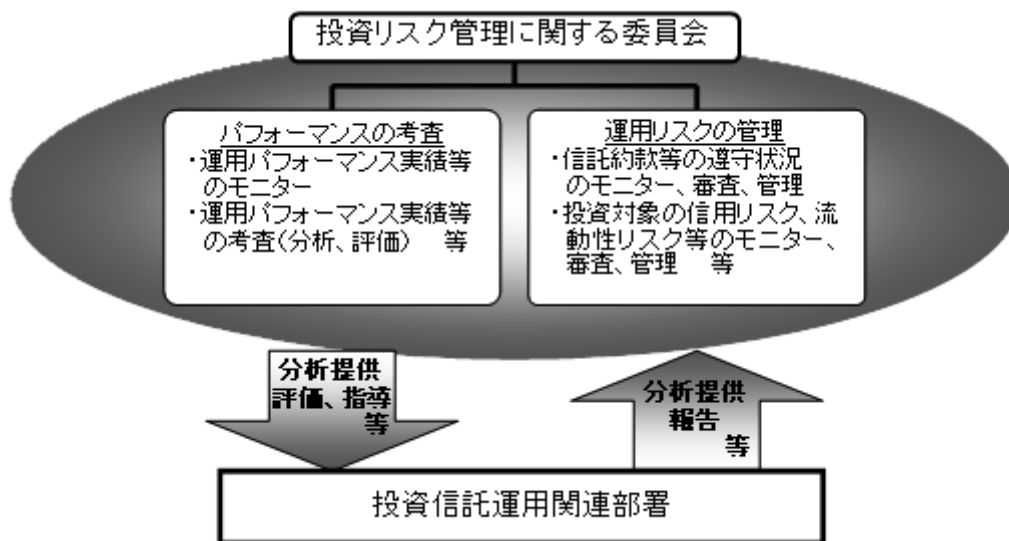 投資リスク管理に関する委員会
パフォーマンスの考査
・運用パフォーマンス実績等
のモニター
・運用パフォーマンス実績等
の考査(分析、評価) 等
運用リスクの管理
・信託約款等の遵守状況
のモニター、審査、管理
・投資対象の信用リスク、流
動性リスク等のモニター、
審査、管理 等
分析提供
評価、指導
等
分析提供
報告
等
投資信託運用関連部署